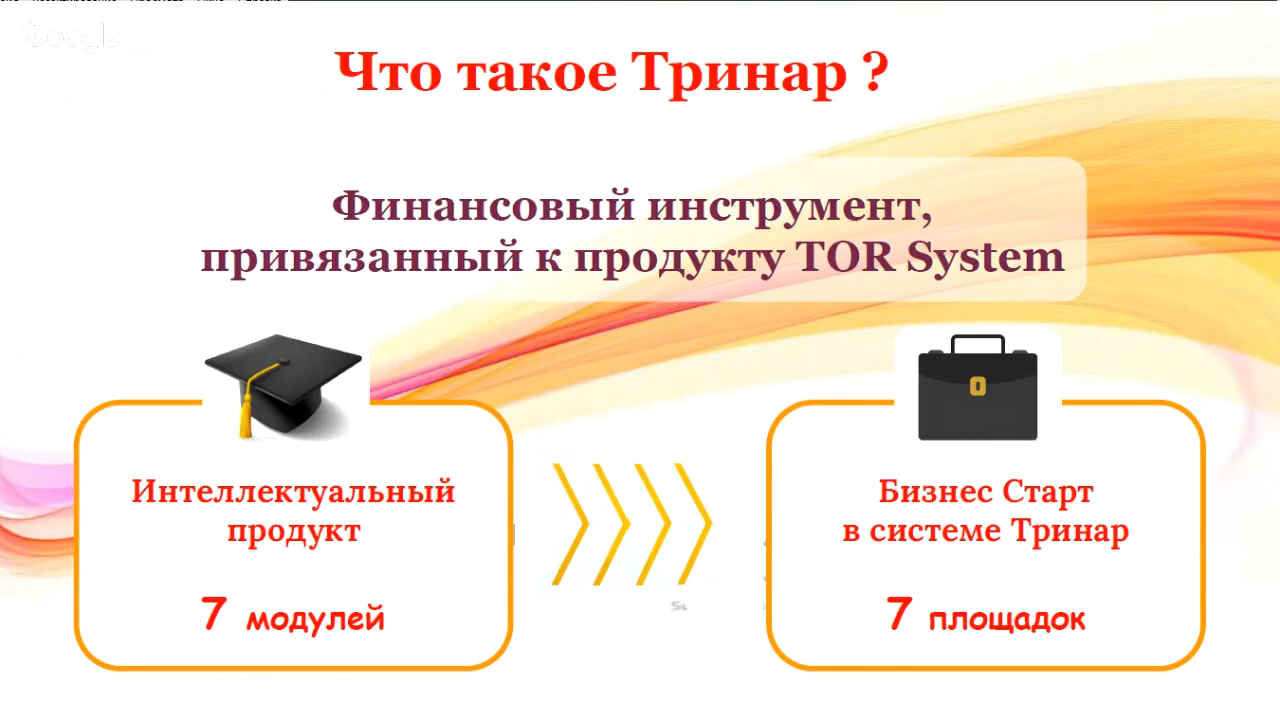 Google
Что такое Тринар ?
Финансовый инструмент,
привязанный к продукту TOR System
Интеллектуальный
продукт
7 модулей
Бизнес Старт
в системе Тринар
7 площадок